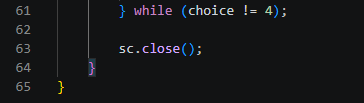 61 } while (choice != 4);
62
63 sc.close();
64 }
65 }